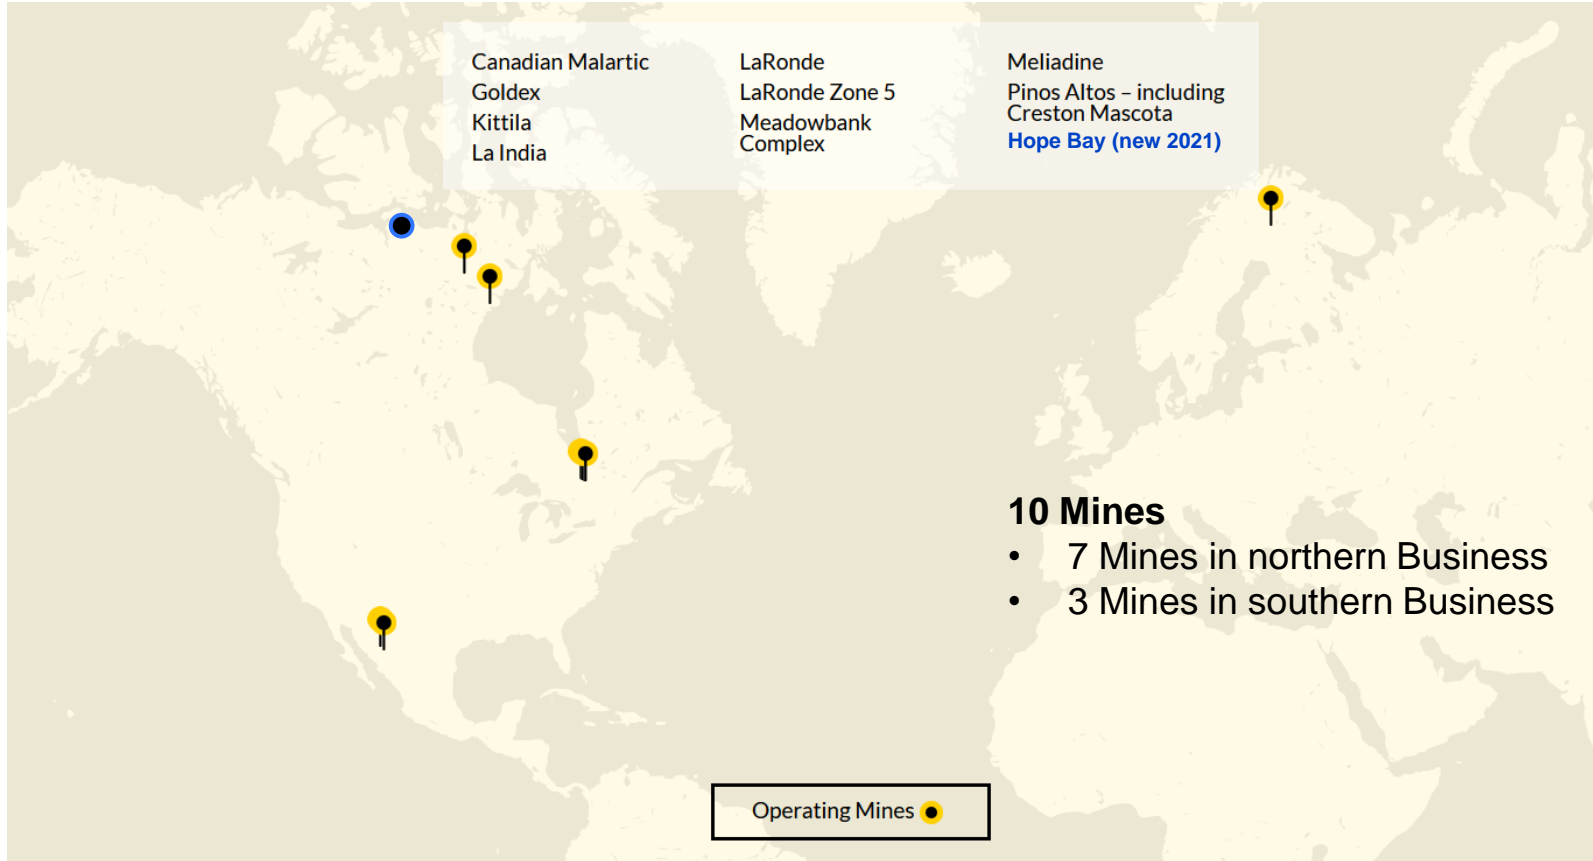 Canadian Malartic
Goldex
Kittila
La India
LaRonde
LaRonde Zone 5
Meadowbank
Complex
Meliadine
Pinos Altos – including
Creston Mascota
Hope Bay (new 2021)
10 Mines
• 7 Mines in northern Business
• 3 Mines in southern Business
Operating Mines